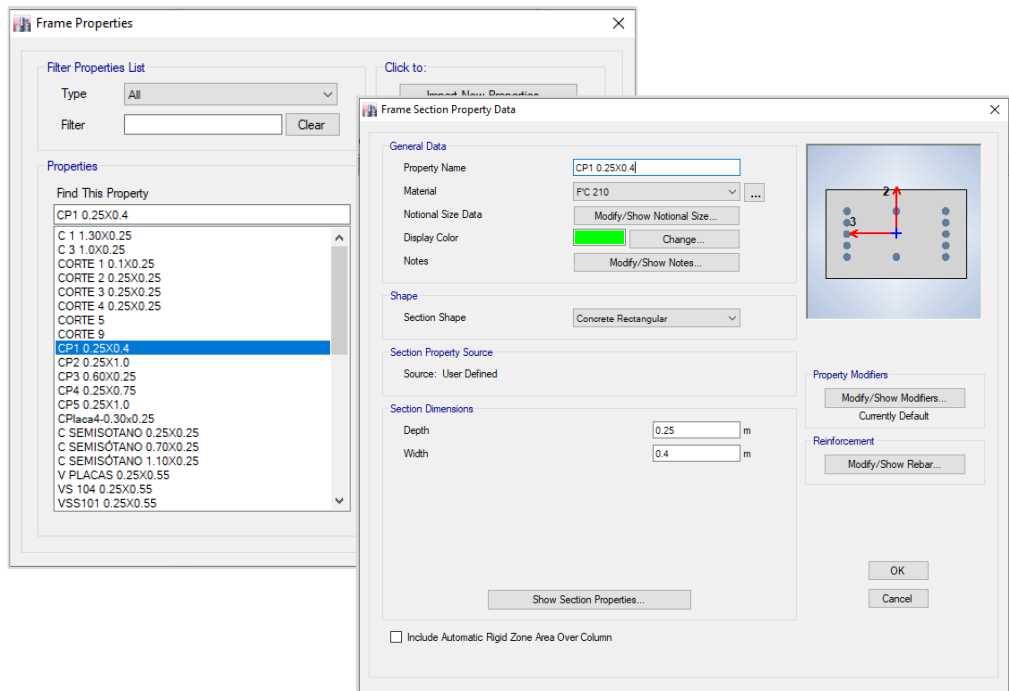 Frame Properties
Filter Properties List
Type All
Filter Clear
Click to:
Import New Properties...
Properties
Find This Property
CP1 0.25X0.4
C 1 1.30X0.25
C 3 1.0X0.25
CORTE 1 0.1X0.25
CORTE 2 0.25X0.25
CORTE 3 0.25X0.25
CORTE 4 0.25X0.25
CORTE 5
CORTE 9
CP1 0.25X0.4
CP2 0.25X1.0
CP3 0.60X0.25
CP4 0.25X0.75
CP5 0.25X1.0
CPlaca4-0.30x0.25
C SEMISOTANO 0.25X0.25
C SEMISÓTANO 0.70X0.25
C SEMISÓTANO 1.10X0.25
V PLACAS 0.25X0.55
VS 104 0.25X0.55
VSS101 0.25X0.55
Frame Section Property Data
General Data
Property Name CP1 0.25X0.4
Material F'C 210 ...
Notional Size Data Modify/Show Notional Size...
Display Color Change...
Notes Modify/Show Notes...
Shape
Section Shape Concrete Rectangular
Section Property Source
Source: User Defined
Section Dimensions
Depth 0.25 m
Width 0.4 m
Show Section Properties...
Include Automatic Rigid Zone Area Over Column
2
3
Property Modifiers
Modify/Show Modifiers...
Currently Default
Reinforcement
Modify/Show Rebar...
OK
Cancel